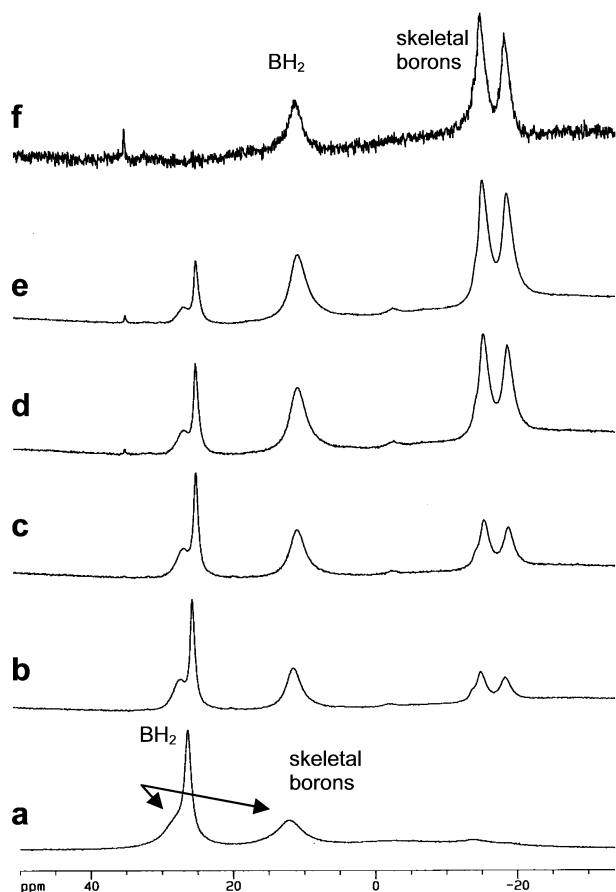 skeletal
borons
BH₂
f
e
d
c
b
BH₂
skeletal
borons
a
ppm 40 20 0 -20